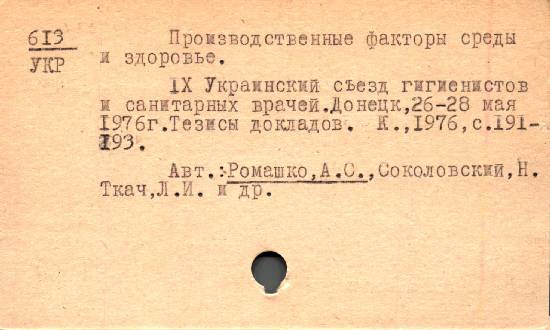 613
УКР
Производственные факторы среды
и здоровье.
IX Украинский съезд гигиенистов
и санитарных врачей.Донецк,26-28 мая
1976г.Тезисы докладов. К.,1976,с.191-
193.
Авт.:Ромашко,А.С.,Соколовский,Н.
Ткач,Л.И. и др.